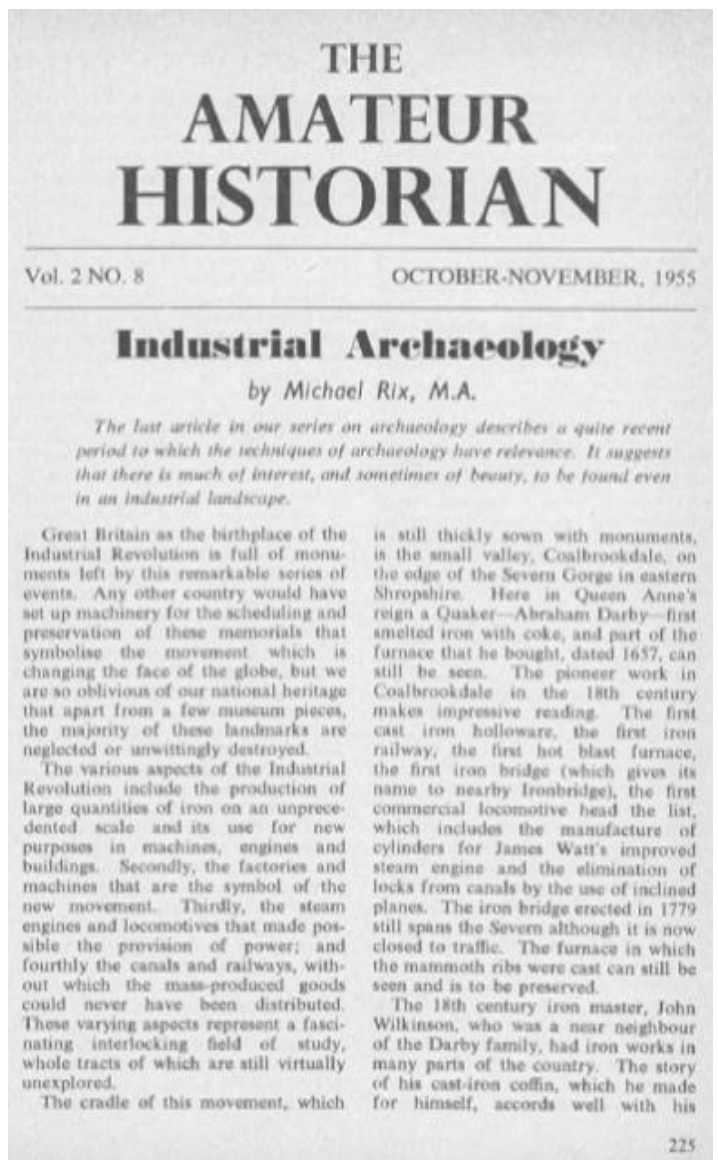 THE
AMATEUR
HISTORIAN
Vol. 2 NO. 8
OCTOBER-NOVEMBER, 1955
Industrial Archaeology
by Michael Rix, M.A.
The last article in our series on archaeology describes a quite recent
period to which the techniques of archaeology have relevance. It suggests
that there is much of interest, and sometimes of beauty, to be found even
in an industrial landscape.
Great Britain as the birthplace of the
Industrial Revolution is full of monu-
ments left by this remarkable series of
events. Any other country would have
set up machinery for the scheduling and
preservation of these memorials that
symbolise the movement which is
changing the face of the globe, but we
are so oblivious of our national heritage
that apart from a few museum pieces,
the majority of these landmarks are
neglected or unwittingly destroyed.
The various aspects of the Industrial
Revolution include the production of
large quantities of iron on an unprece-
dented scale and its use for new
purposes in machines, engines and
buildings. Secondly, the factories and
machines that are the symbol of the
new movement. Thirdly, the steam
engines and locomotives that made pos-
sible the provision of power; and
fourthly the canals and railways, with-
out which the mass-produced goods
could never have been distributed.
These varying aspects represent a fasci-
nating interlocking field of study,
whole tracts of which are still virtually
unexplored.
The cradle of this movement, which
is still thickly sown with monuments,
is the small valley, Coalbrookdale, on
the edge of the Severn Gorge in eastern
Shropshire. Here in Queen Anne's
reign a Quaker—Abraham Darby—first
smelted iron with coke, and part of the
furnace that he bought, dated 1657, can
still be seen. The pioneer work in
Coalbrookdale in the 18th century
makes impressive reading. The first
cast iron holloware, the first iron
railway, the first hot blast furnace,
the first iron bridge (which gives its
name to nearby Ironbridge), the first
commercial locomotive head the list,
which includes the manufacture of
cylinders for James Watt's improved
steam engine and the elimination of
locks from canals by the use of inclined
planes. The iron bridge erected in 1779
still spans the Severn although it is now
closed to traffic. The furnace in which
the mammoth ribs were cast can still be
seen and is to be preserved.
The 18th century iron master, John
Wilkinson, who was a near neighbour
of the Darby family, had iron works in
many parts of the country. The story
of his cast-iron coffin, which he made
for himself, accords well with his
225